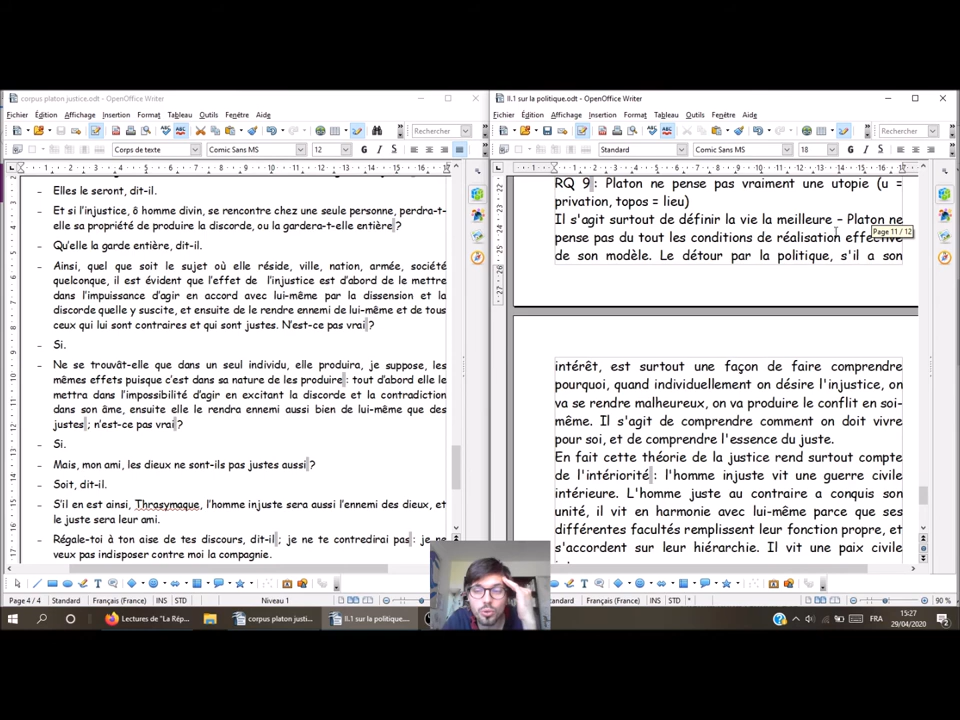 corpus platon justice.odt - OpenOffice Writer
Fichier Édition Affichage Insertion Format Tableau Outils Fenêtre Aide
Rechercher
Corps de texte Comic Sans MS 12 G I S
- Elles le seront, dit-il.
- Et si l'injustice, ô homme divin, se rencontre chez une seule personne, perdra-t-
elle sa propriété de produire la discorde, ou la gardera-t-elle entière ?
- Qu'elle la garde entière, dit-il.
- Ainsi, quel que soit le sujet où elle réside, ville, nation, armée, société
quelconque, il est évident que l'effet de l'injustice est d'abord de le mettre
dans l'impuissance d'agir en accord avec lui-même par la dissension et la
discorde quelle y suscite, et ensuite de le rendre ennemi de lui-même et de tous
ceux qui lui sont contraires et qui sont justes. N'est-ce pas vrai ?
- Si.
- Ne se trouvât-elle que dans un seul individu, elle produira, je suppose, les
mêmes effets puisque c'est dans sa nature de les produire : tout d'abord elle le
mettra dans l'impossibilité d'agir en excitant la discorde et la contradiction
dans son âme, ensuite elle le rendra ennemi aussi bien de lui-même que des
justes ; n'est-ce pas vrai ?
- Si.
- Mais, mon ami, les dieux ne sont-ils pas justes aussi ?
- Soit, dit-il.
- S'il en est ainsi, Thrasymaque, l'homme injuste sera aussi l'ennemi des dieux, et
le juste sera leur ami.
- Régale-toi à ton aise de tes discours, dit-il ; je ne te contredirai pas : je ne
veux pas indisposer contre moi la compagnie.
Page 4 / 4 Standard Français (France) INS STD Niveau 1
II.1 sur la politique.odt - OpenOffice Writer
Fichier Édition Affichage Insertion Format Tableau Outils Fenêtre Aide
Rechercher
Standard Comic Sans MS 18 G I S
RQ 9 : Platon ne pense pas vraiment une utopie (u =
privation, topos = lieu)
Il s'agit surtout de définir la vie la meilleure – Platon ne
pense pas du tout les conditions de réalisation effective
de son modèle. Le détour par la politique, s'il a son
Page 11 / 12
intérêt, est surtout une façon de faire comprendre
pourquoi, quand individuellement on désire l'injustice, on
va se rendre malheureux, on va produire le conflit en soi-
même. Il s'agit de comprendre comment on doit vivre
pour soi, et de comprendre l'essence du juste.
En fait cette théorie de la justice rend surtout compte
de l'intériorité : l'homme injuste vit une guerre civile
intérieure. L'homme juste au contraire a conquis son
unité, il vit en harmonie avec lui-même parce que ses
différentes facultés remplissent leur fonction propre, et
s'accordent sur leur hiérarchie. Il vit une paix civile
Français (France) INS STD * 90 %
Lectures de "La Rép... corpus platon justi... II.1 sur la politique.... FRA 15:27
29/04/2020